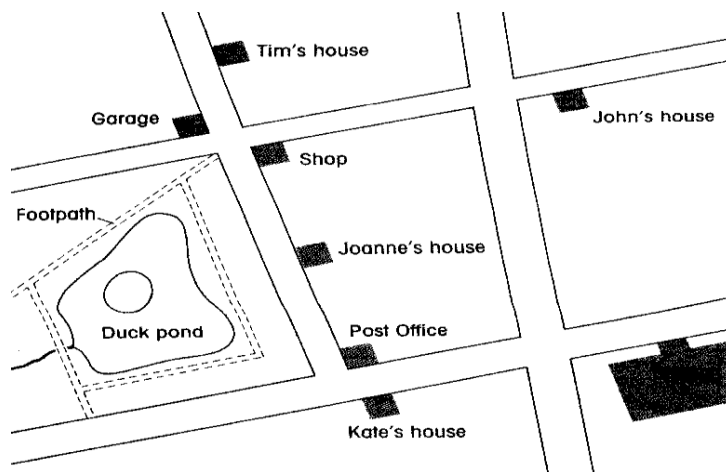 Tim's house
Garage
John's house
Shop
Footpath
Joanne's house
Duck pond
Post Office
Kate's house